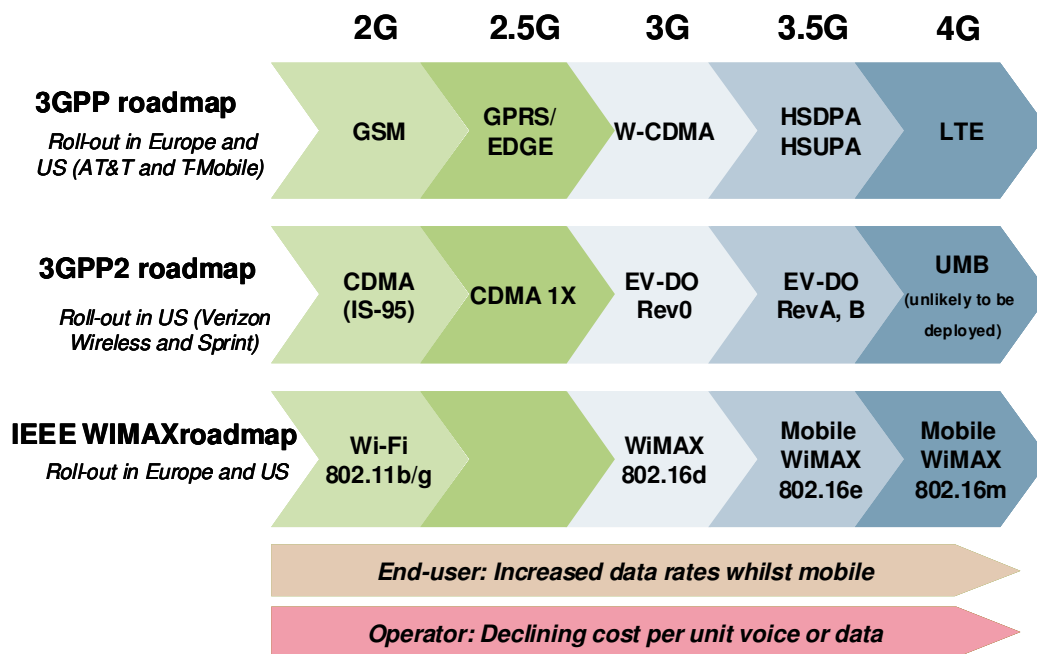 2G 2.5G 3G 3.5G 4G
3GPP roadmap
Roll-out in Europe and
US (AT&T and T-Mobile)
GSM
GPRS/
EDGE
W-CDMA
HSDPA
HSUPA
LTE
3GPP2 roadmap
Roll-out in US (Verizon
Wireless and Sprint)
CDMA
(IS-95)
CDMA 1X
EV-DO
Rev0
EV-DO
RevA, B
UMB
(unlikely to be
deployed)
IEEE WIMAXroadmap
Roll-out in Europe and US
Wi-Fi
802.11b/g
WiMAX
802.16d
Mobile
WiMAX
802.16e
Mobile
WiMAX
802.16m
End-user: Increased data rates whilst mobile
Operator: Declining cost per unit voice or data